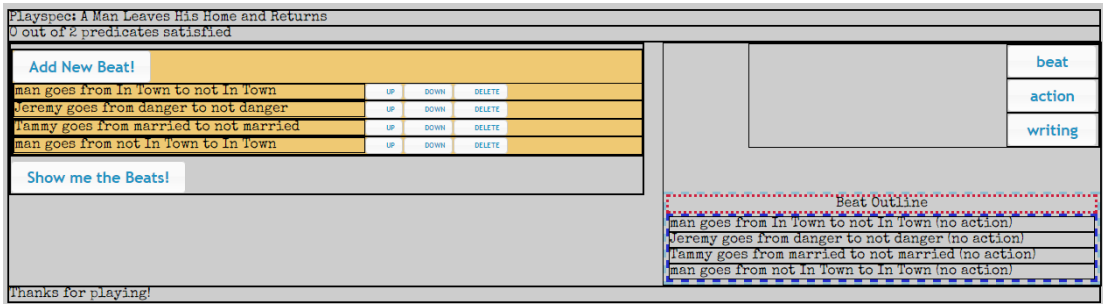 Playspec: A Man Leaves His Home and Returns
0 out of 2 predicates satisfied
Add New Beat!
man goes from In Town to not In Town UP DOWN DELETE
Jeremy goes from danger to not danger UP DOWN DELETE
Tammy goes from married to not married UP DOWN DELETE
man goes from not In Town to In Town UP DOWN DELETE
Show me the Beats!
beat
action
writing
Beat Outline
man goes from In Town to not In Town (no action)
Jeremy goes from danger to not danger (no action)
Tammy goes from married to not married (no action)
man goes from not In Town to In Town (no action)
Thanks for playing!